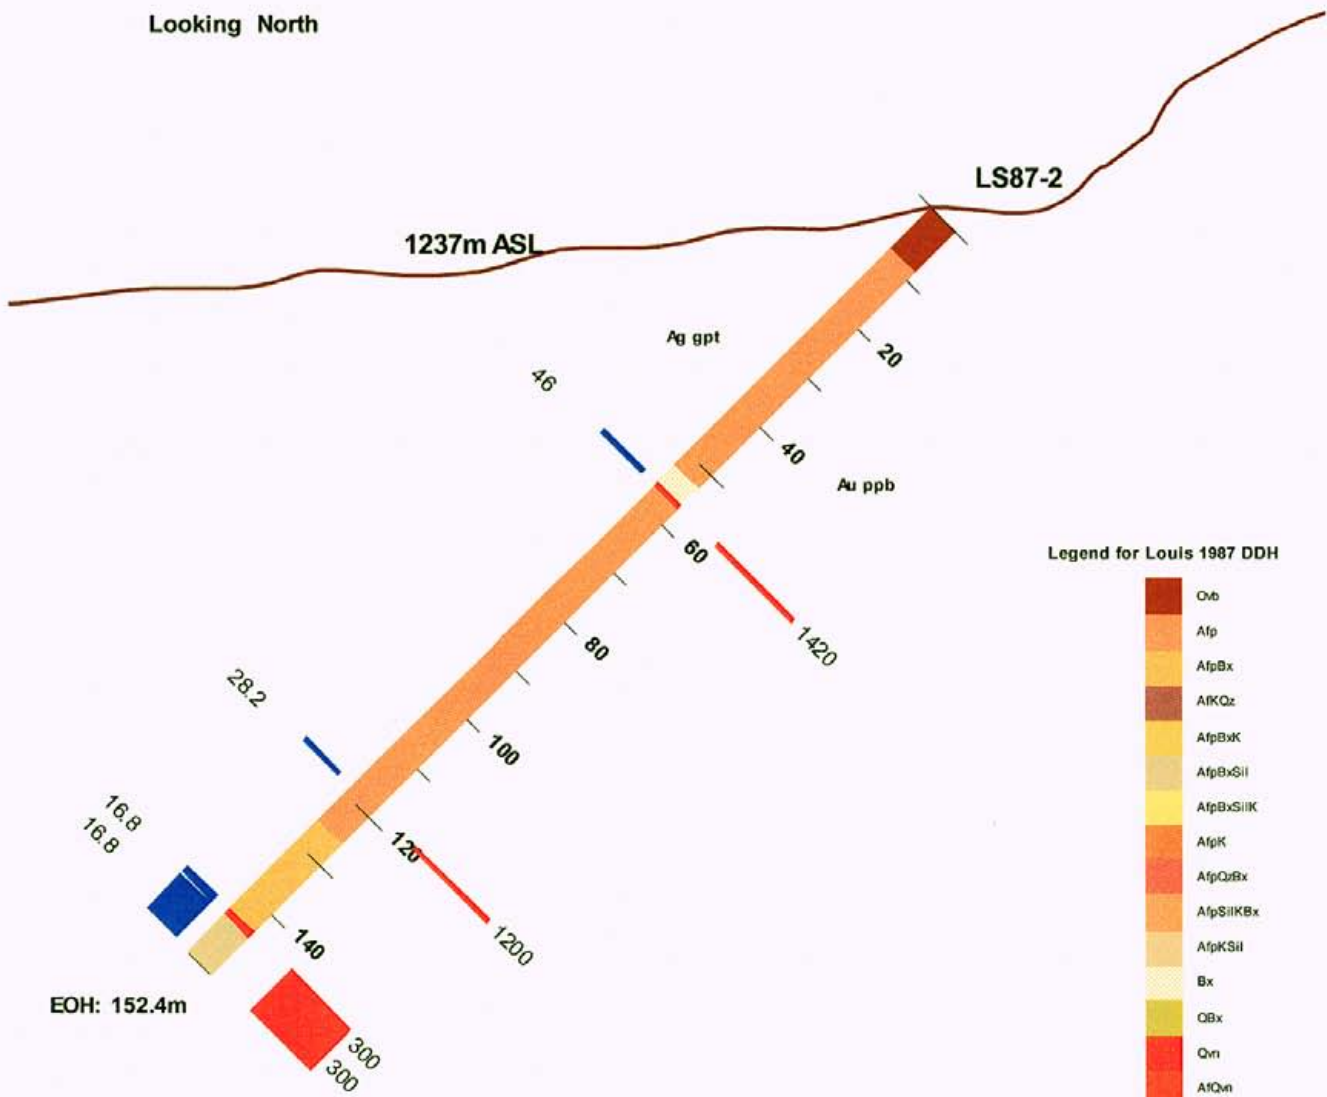 Looking North
LS87-2
1237m ASL
Ag gpt
20
46
40
Au ppb
60
Legend for Louis 1987 DDH
Ovb
Afp
AfpBx
AfKQz
AfpBxK
AfpBxSil
AfpBxSilK
AfpK
AfpQzBx
AfpSilKBx
AfpKSil
Bx
QBx
Qvn
AfQvn
1420
80
28.2
100
16.8
16.8
120
1200
140
EOH: 152.4m
300
300